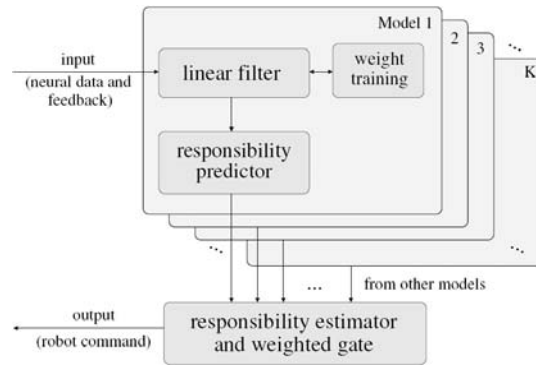 Model 1
2
3
K
input
(neural data and
feedback)
linear filter
weight
training
responsibility
predictor
...
from other models
output
(robot command)
responsibility estimator
and weighted gate